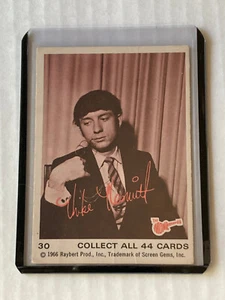 Mike Nesmith
30 COLLECT ALL 44 CARDS
© 1966 Raybert Prod., Inc., Trademark of Screen Gems, Inc.